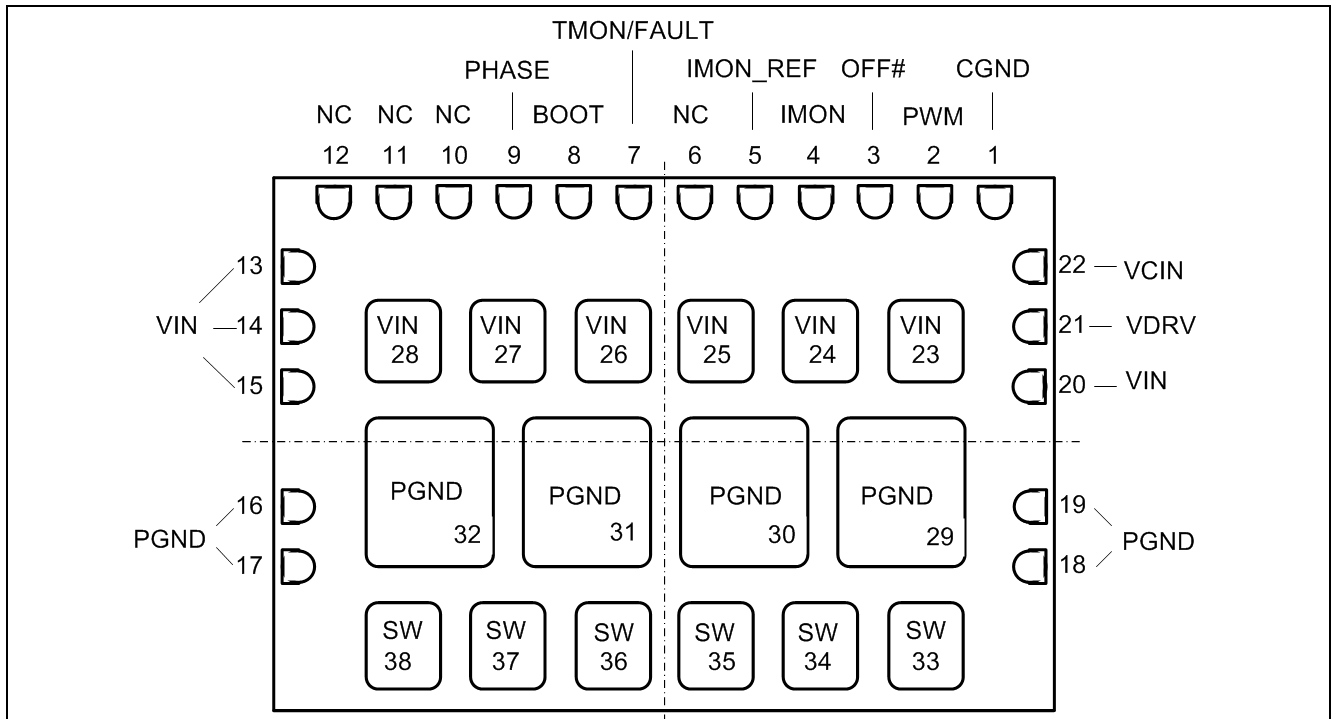 TMON/FAULT
PHASE IMON_REF OFF# CGND
NC NC NC BOOT NC IMON PWM
12 11 10 9 8 7 6 5 4 3 2 1
13 22 VCIN
VIN 14 21 VDRV
15 20 VIN
VIN VIN VIN VIN VIN VIN
28 27 26 25 24 23
PGND PGND PGND PGND
32 31 30 29
16 19
PGND PGND
17 18
SW SW SW SW SW SW
38 37 36 35 34 33